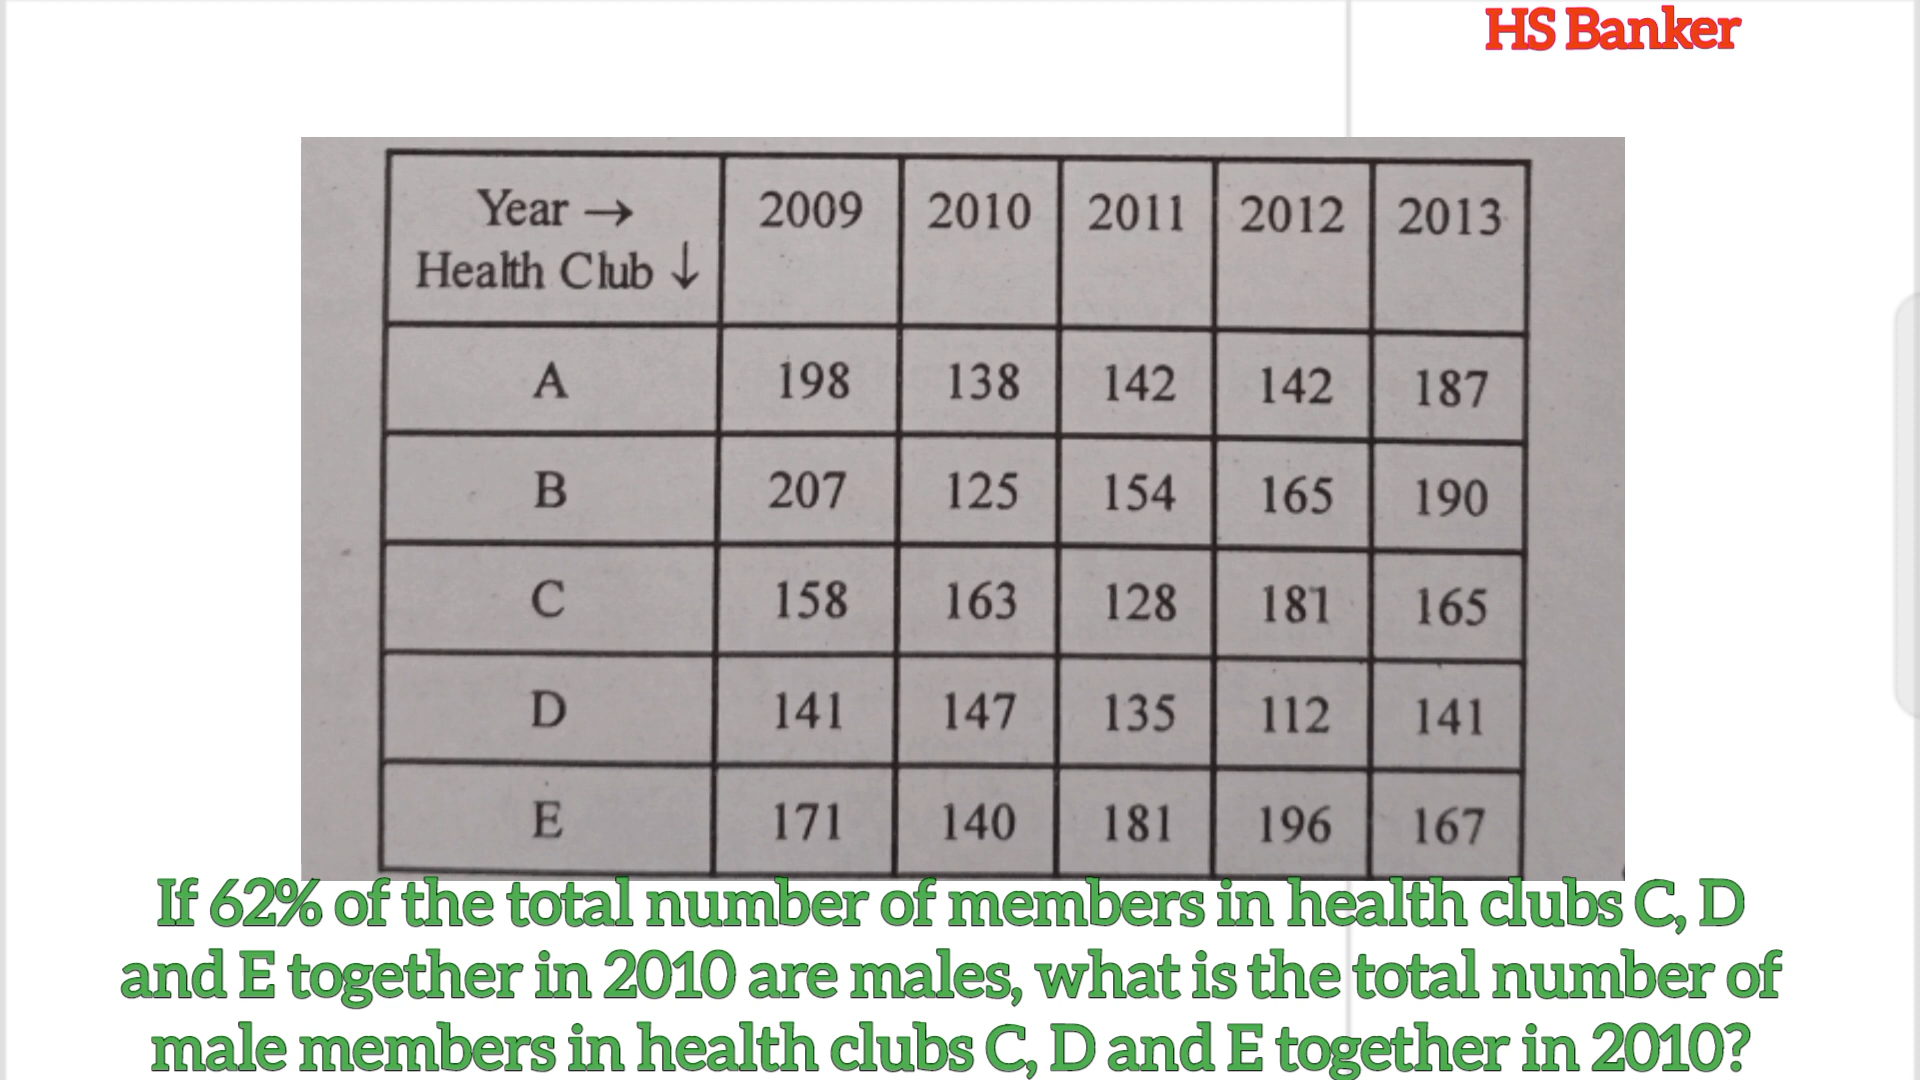 HS Banker
Year → 2009 2010 2011 2012 2013
Health Club ↓
A 198 138 142 142 187
B 207 125 154 165 190
C 158 163 128 181 165
D 141 147 135 112 141
E 171 140 181 196 167
If 62% of the total number of members in health clubs C, D
and E together in 2010 are males, what is the total number of
male members in health clubs C, D and E together in 2010?